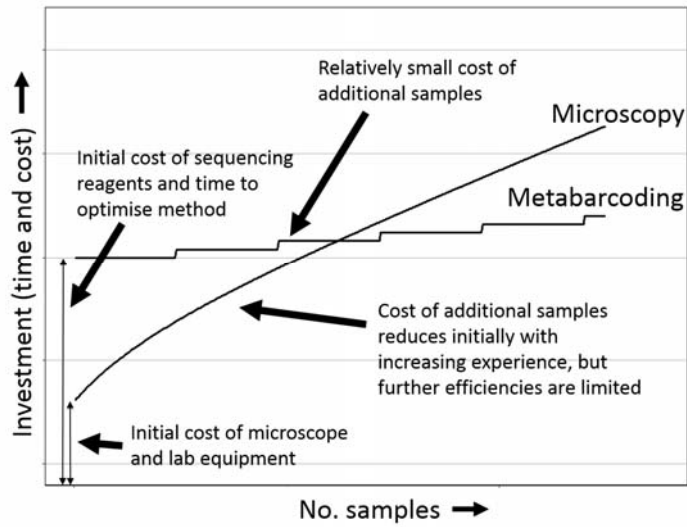 Relatively small cost of
additional samples
Microscopy
Initial cost of sequencing
reagents and time to
optimise method
Metabarcoding
Cost of additional samples
reduces initially with
increasing experience, but
further efficiencies are limited
Initial cost of microscope
and lab equipment
Investment (time and cost)
No. samples